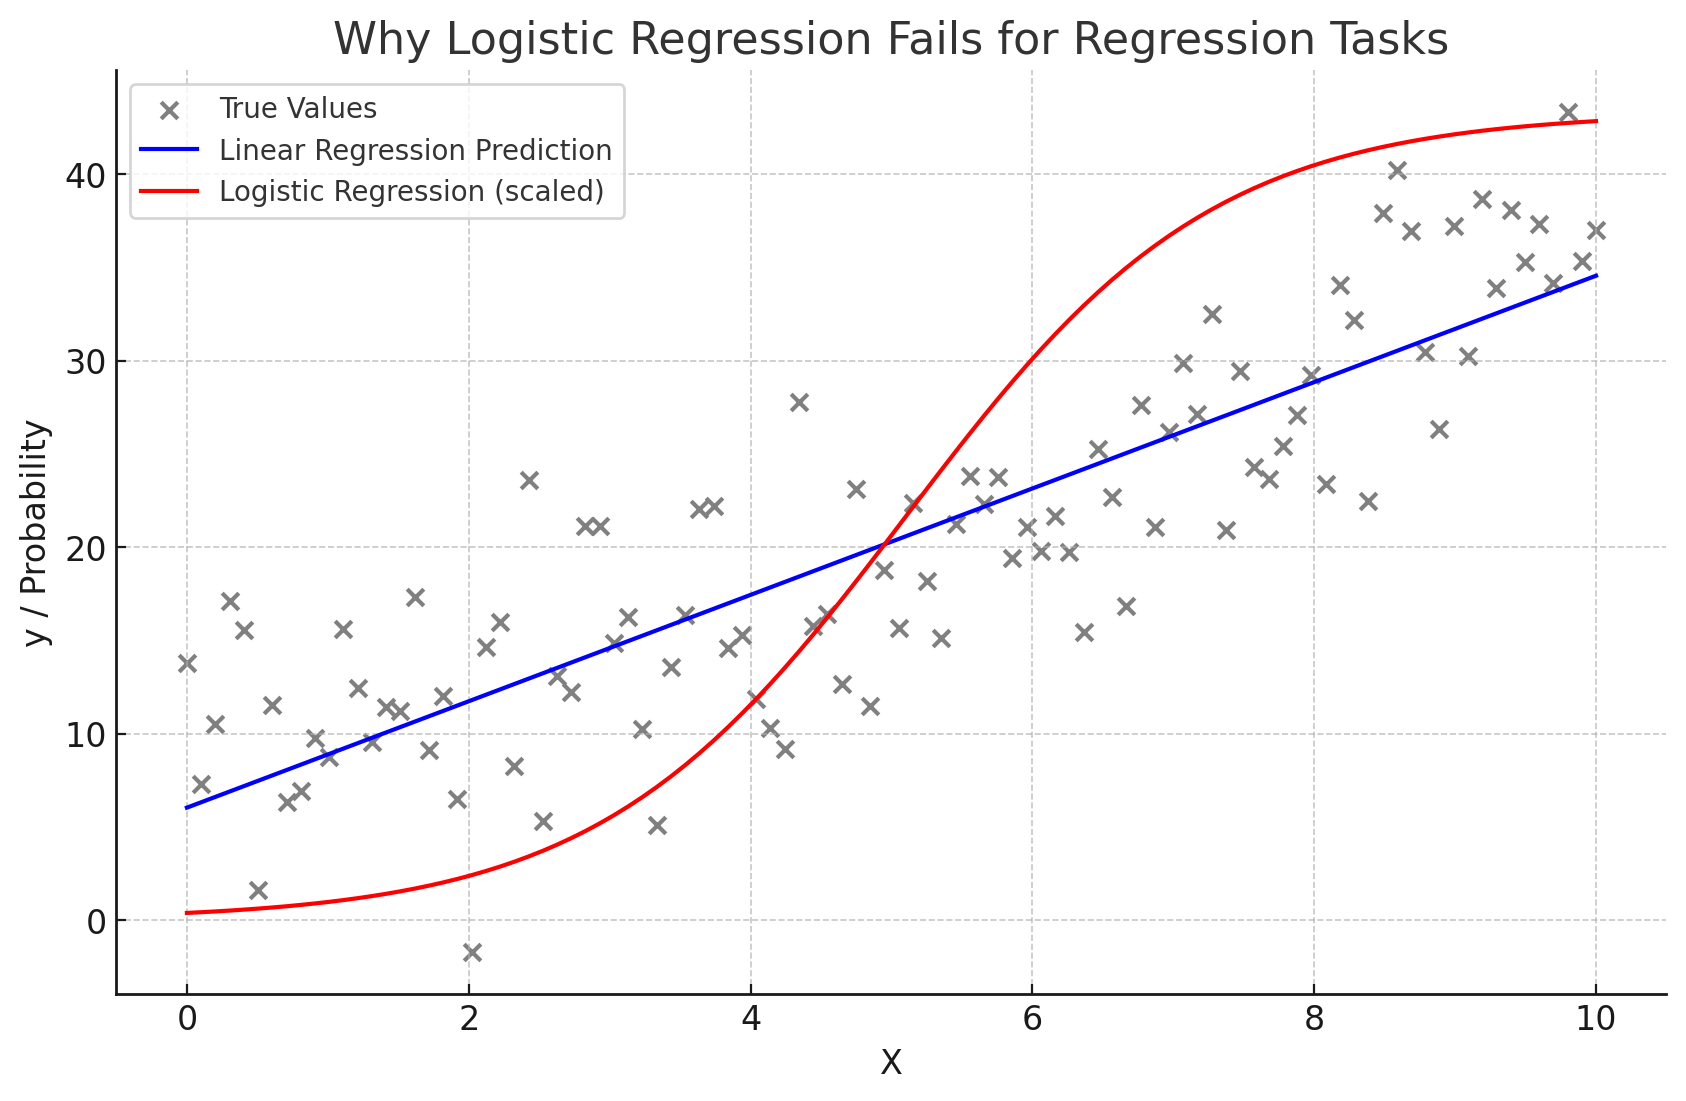 Why Logistic Regression Fails for Regression Tasks
True Values
Linear Regression Prediction
Logistic Regression (scaled)
40
30
20
10
0
y / Probability
0 2 4 6 8 10
X